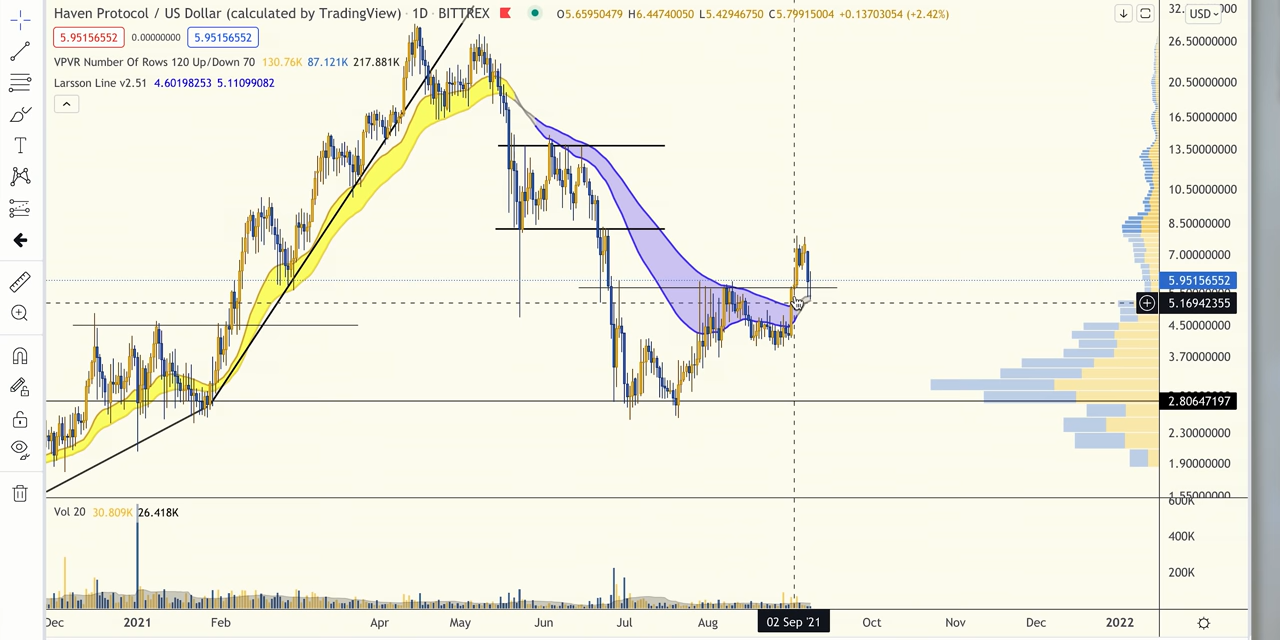 Haven Protocol / US Dollar (calculated by TradingView) · 1D · BITTREX O5.65950479 H6.44740050 L5.42946750 C5.79915004 +0.13703054 (+2.42%)
5.95156552 0.00000000 5.95156552
VPVR Number Of Rows 120 Up/Down 70 130.76K 87.121K 217.881K
Larsson Line v2.51 4.60198253 5.11099082
USD
26.50000000
20.50000000
16.50000000
13.50000000
10.50000000
8.50000000
7.00000000
5.95156552
5.16942355
4.50000000
3.70000000
2.80647197
2.30000000
1.90000000
1.55000000
Vol 20 30.809K 26.418K
600K
400K
200K
Dec 2021 Feb Apr May Jun Jul Aug 02 Sep '21 Oct Nov Dec 2022